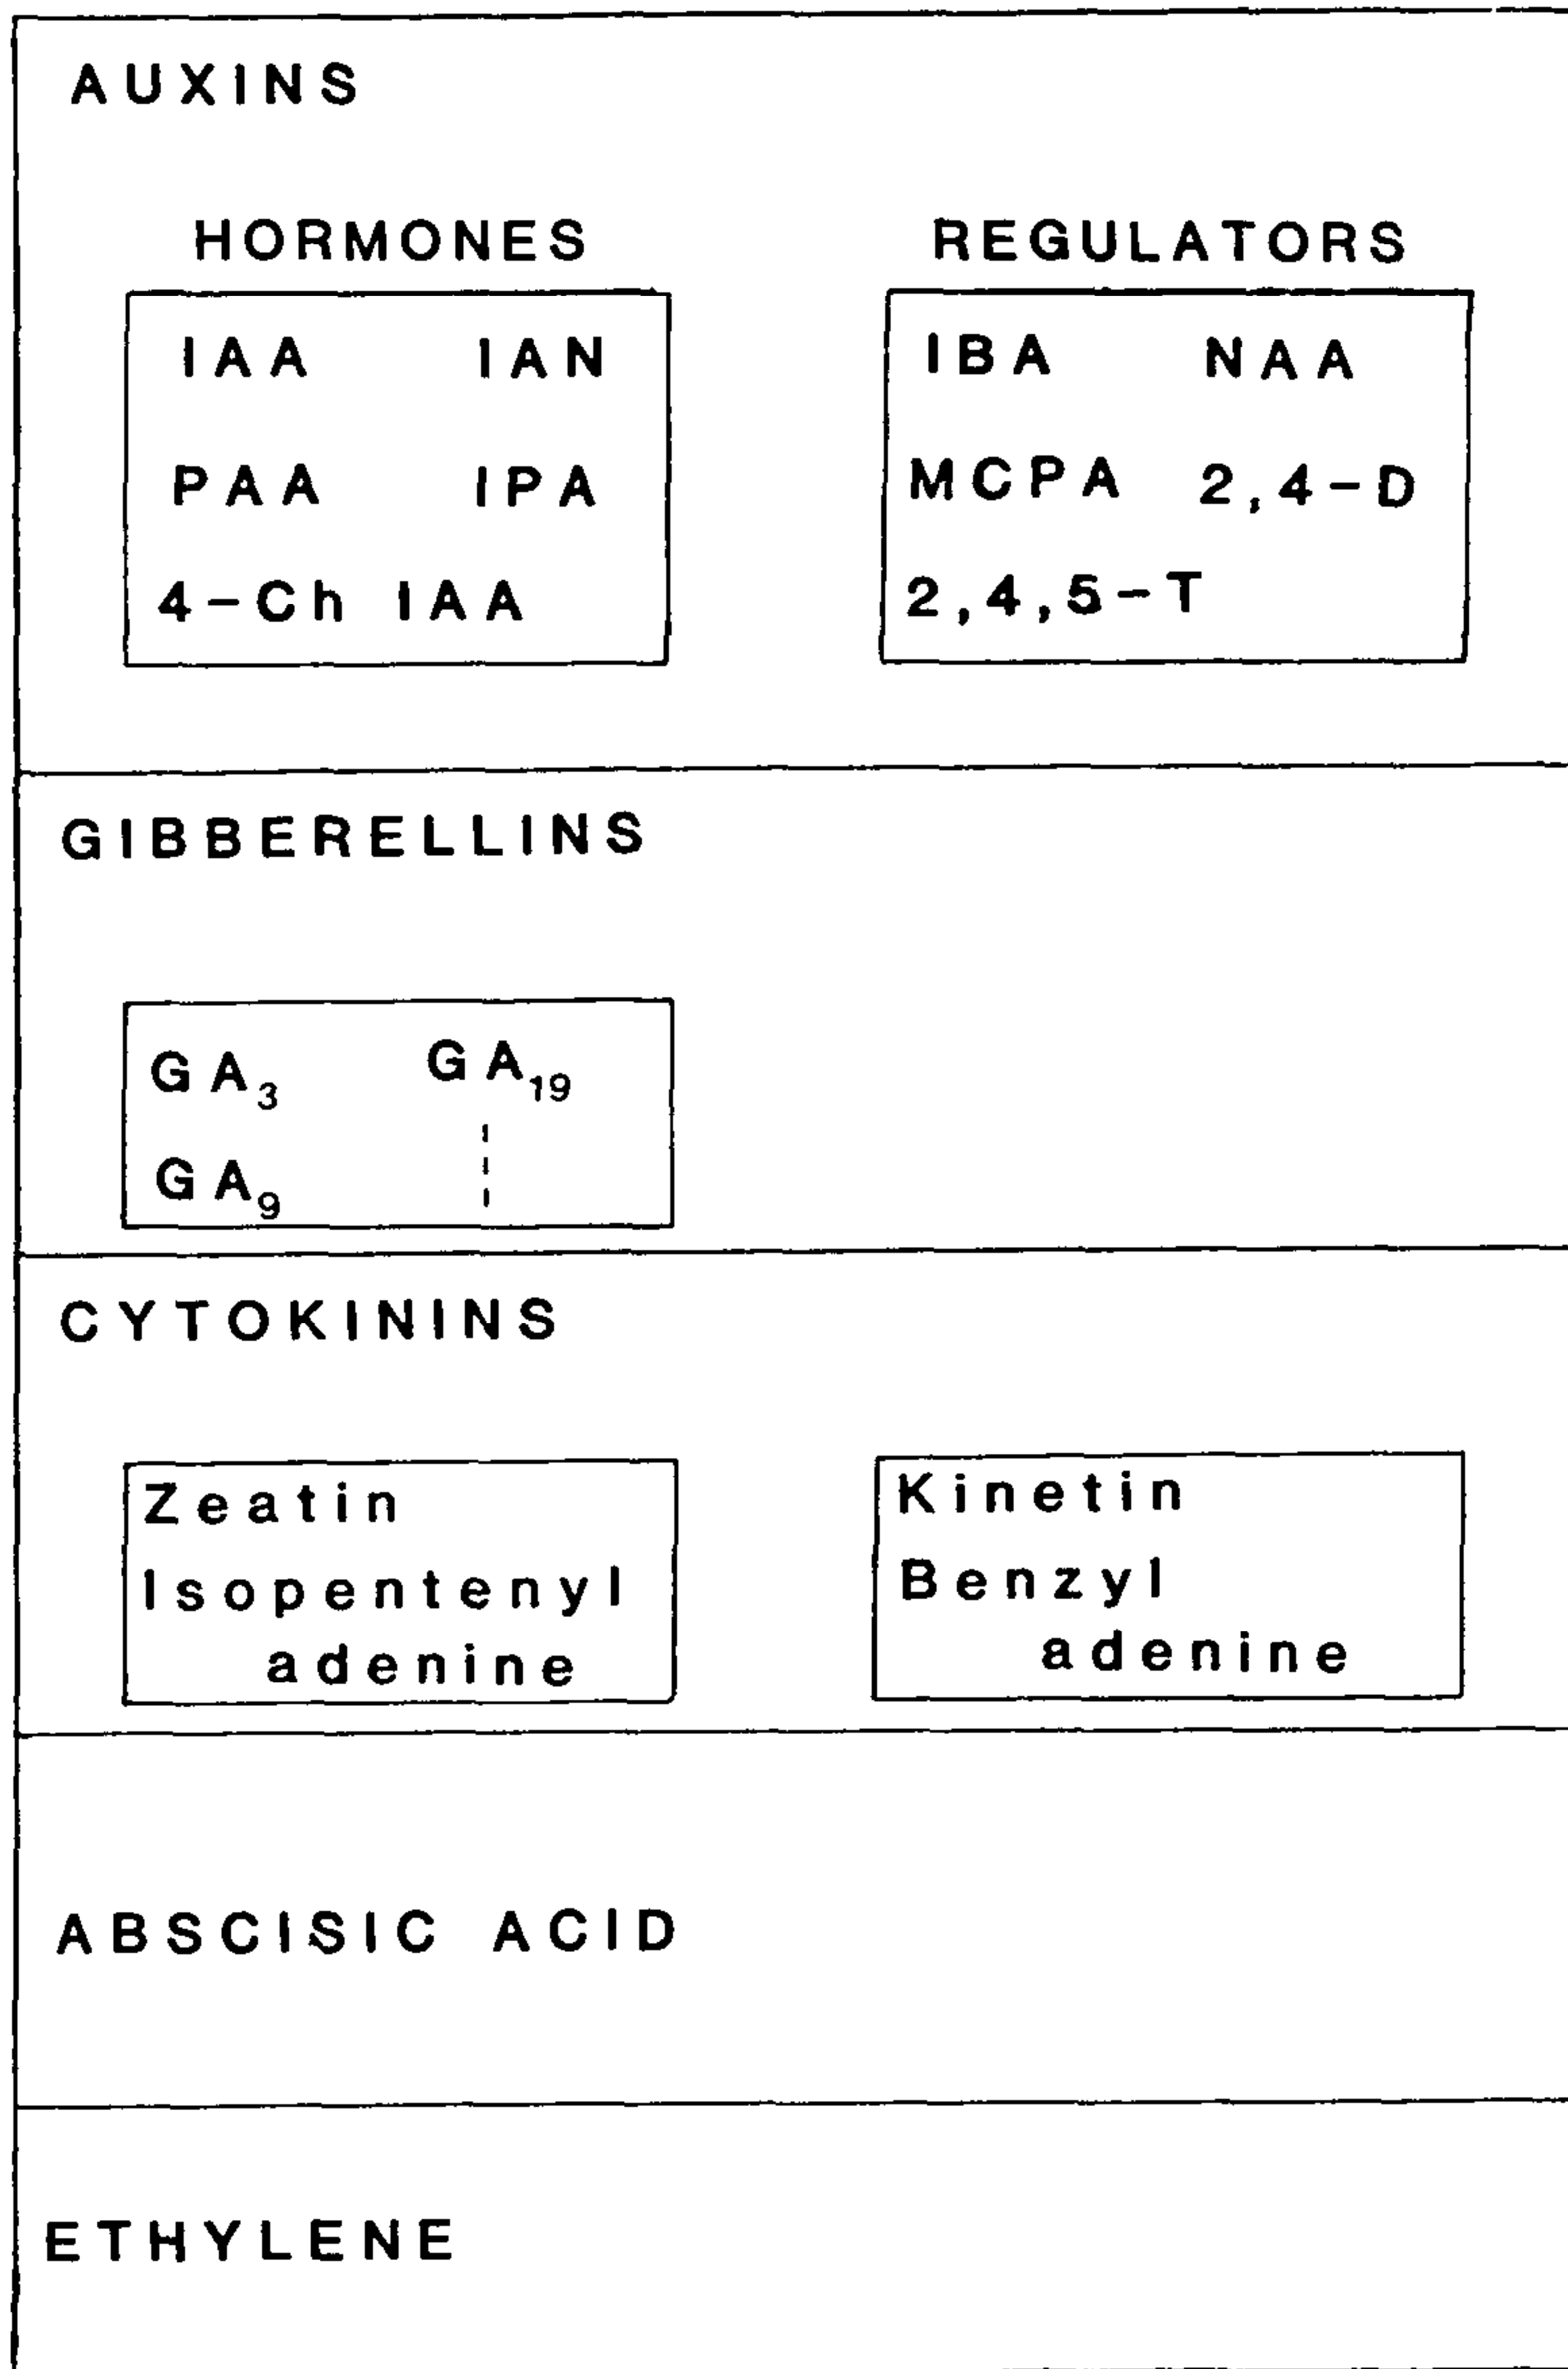 AUXINS
HORMONES REGULATORS
IAA IAN IBA NAA
PAA IPA MCPA 2,4-D
4-Ch IAA 2,4,5-T
GIBBERELLINS
GA₃ GA₁₉
GA₉
CYTOKININS
Zeatin Kinetin
Isopentenyl Benzyl
adenine adenine
ABSCISIC ACID
ETHYLENE